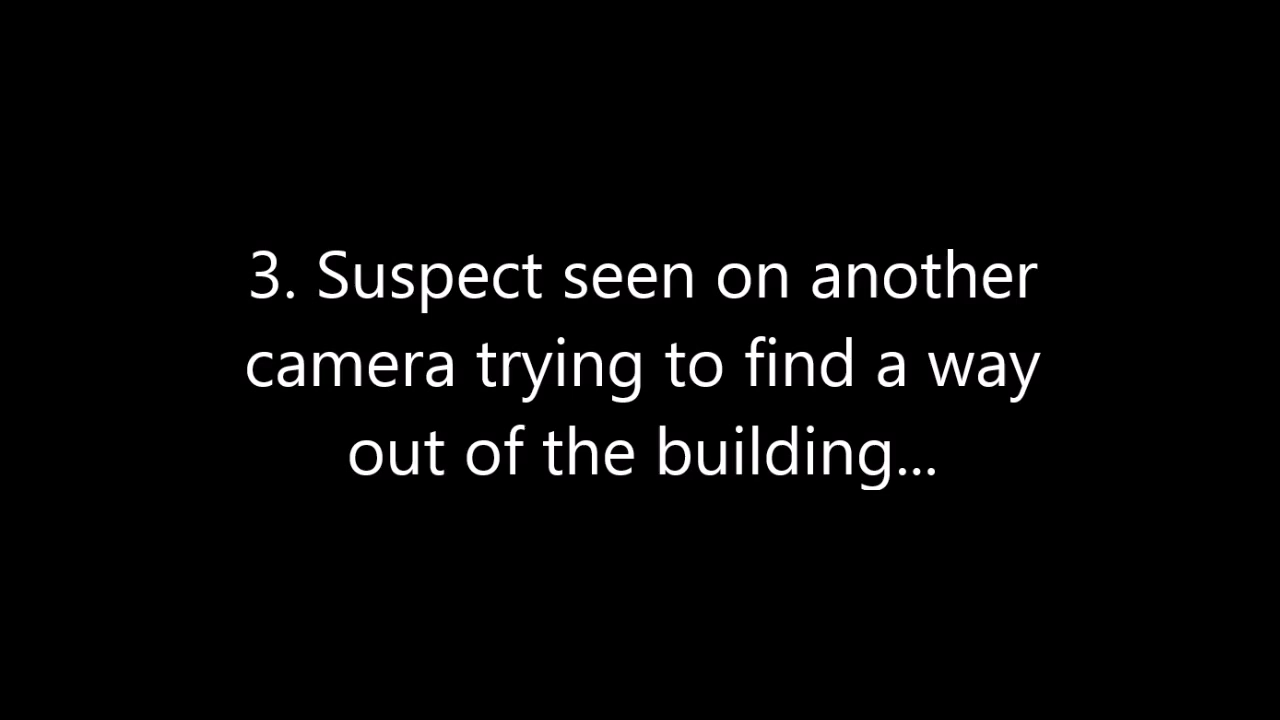 3. Suspect seen on another
camera trying to find a way
out of the building...